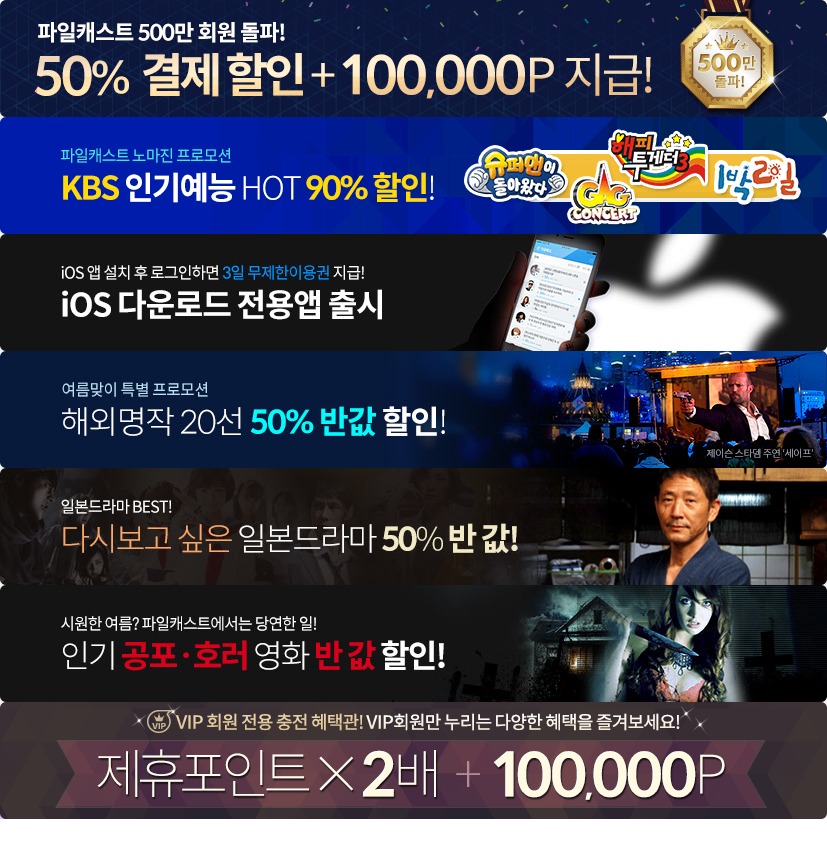 파일캐스트 500만 회원 돌파!
50% 결제 할인 + 100,000P 지급!
500만
돌파!
파일캐스트 노마진 프로모션
KBS 인기예능 HOT 90% 할인!
슈퍼맨이
돌아왔다
GAG
CONCERT
해피
투게더3
1박2일
iOS 앱 설치 후 로그인하면 3일 무제한이용권 지급!
iOS 다운로드 전용앱 출시
여름맞이 특별 프로모션
해외명작 20선 50% 반값 할인!
제이슨 스타뎀 주연 '세이프'
일본드라마 BEST!
다시보고 싶은 일본드라마 50% 반 값!
시원한 여름? 파일캐스트에서는 당연한 일!
인기 공포·호러 영화 반 값 할인!
VIP
VIP 회원 전용 충전 혜택관! VIP회원만 누리는 다양한 혜택을 즐겨보세요!
제휴포인트 × 2배 + 100,000P